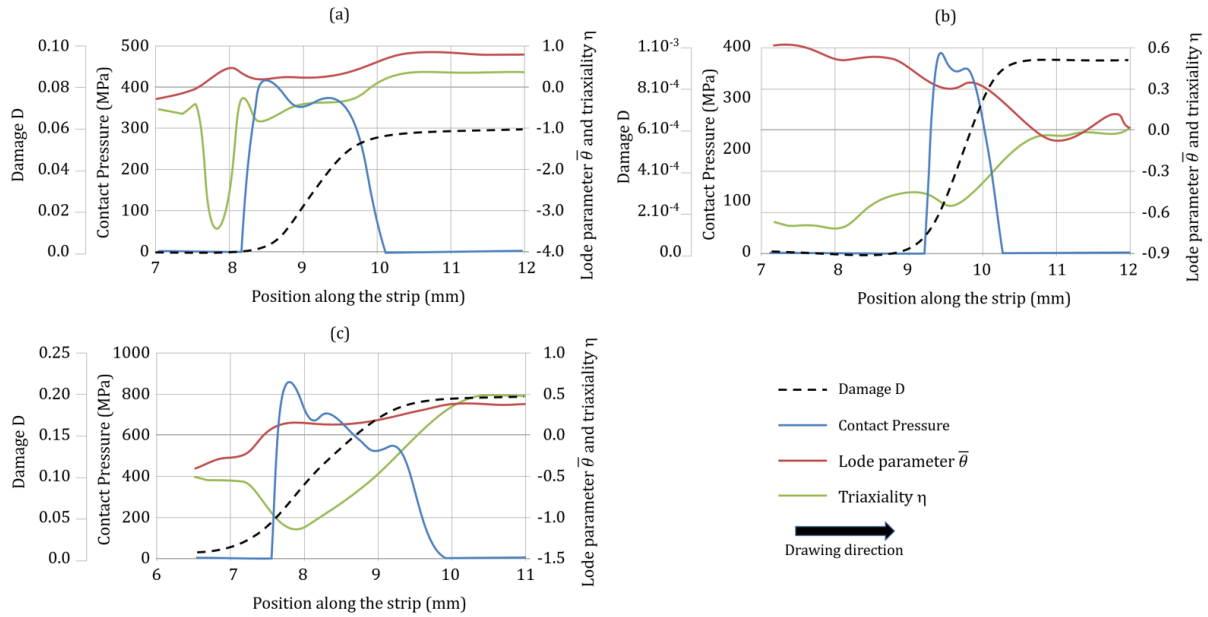 (a)
0.10
0.08
0.06
0.04
0.02
0.0
Damage D
500
400
300
200
100
0
Contact Pressure (MPa)
1.0
0.0
-1.0
-2.0
-3.0
-4.0
Lode parameter θ̅ and triaxiality η
7 8 9 10 11 12
Position along the strip (mm)
(b)
1.10⁻³
8.10⁻⁴
6.10⁻⁴
4.10⁻⁴
2.10⁻⁴
0.0
Damage D
400
300
200
100
0
Contact Pressure (MPa)
0.6
0.3
0.0
-0.3
-0.6
-0.9
Lode parameter θ̅ and triaxiality η
7 8 9 10 11 12
Position along the strip (mm)
(c)
0.25
0.20
0.15
0.10
0.05
0.0
Damage D
1000
800
600
400
200
0
Contact Pressure (MPa)
1.0
0.5
0.0
-0.5
-1.0
-1.5
Lode parameter θ̅ and triaxiality η
6 7 8 9 10 11
Position along the strip (mm)
Damage D
Contact Pressure
Lode parameter θ̅
Triaxiality η
Drawing direction